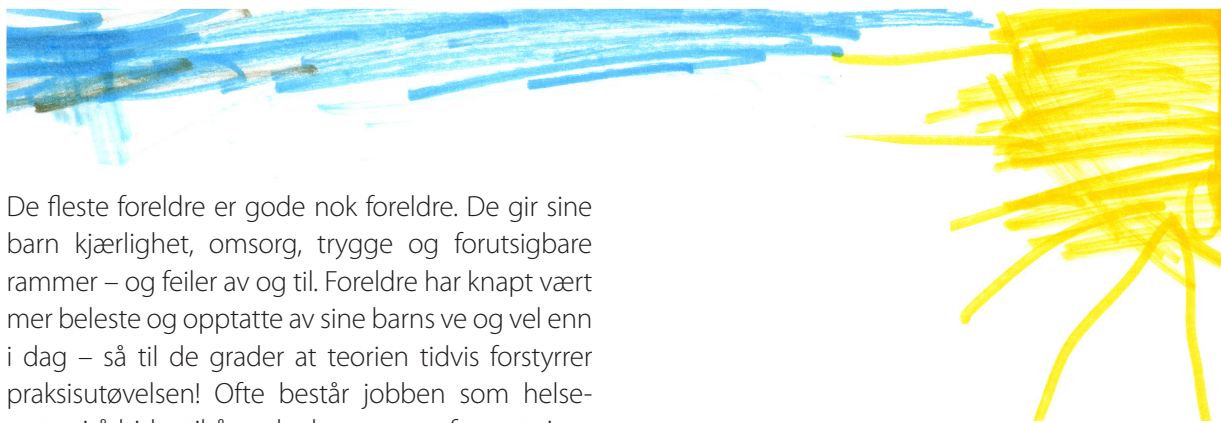 De fleste foreldre er gode nok foreldre. De gir sine
barn kjærlighet, omsorg, trygge og forutsigbare
rammer – og feiler av og til. Foreldre har knapt vært
mer beleste og opptatte av sine barns ve og vel enn
i dag – så til de grader at teorien tidvis forstyrrer
praksisutøvelsen! Ofte består jobben som helse-